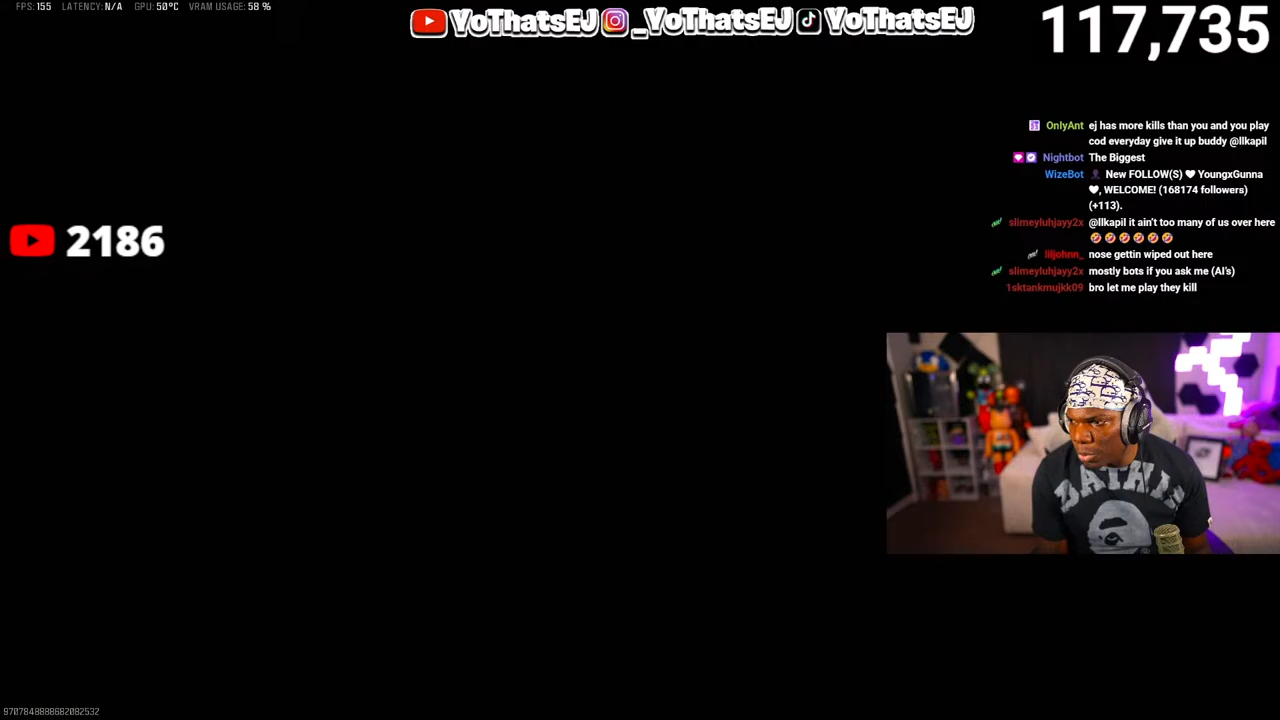 FPS: 155 LATENCY: N/A GPU: 50°C VRAM USAGE: 58 %
YoThatsEJ _YoThatsEJ YoThatsEJ
117,735
OnlyAnt ej has more kills than you and you play
cod everyday give it up buddy @llkapil
Nightbot The Biggest
WizeBot 👤 New FOLLOW(S) ♥ YoungxGunna
♥, WELCOME! (168174 followers)
(+113).
slimeyluhjayy2x @llkapil it ain't too many of us over here
🤣 🤣 🤣 🤣 🤣 🤣
2186
liljohnn_ nose gettin wiped out here
slimeyluhjayy2x mostly bots if you ask me (AI's)
1sktankmujkk09 bro let me play they kill
9707848888682082532